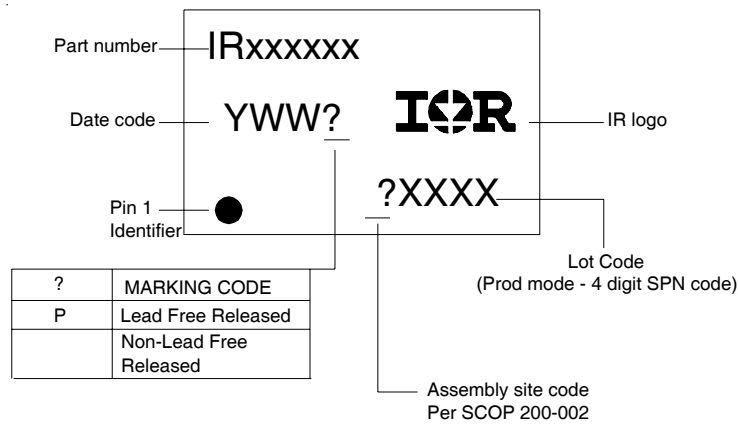 Part number
IRxxxxxx
Date code
YWW?
IOR
IR logo
?XXXX
Pin 1
Identifier
Lot Code
(Prod mode - 4 digit SPN code)
? MARKING CODE
P Lead Free Released
Non-Lead Free
Released
Assembly site code
Per SCOP 200-002